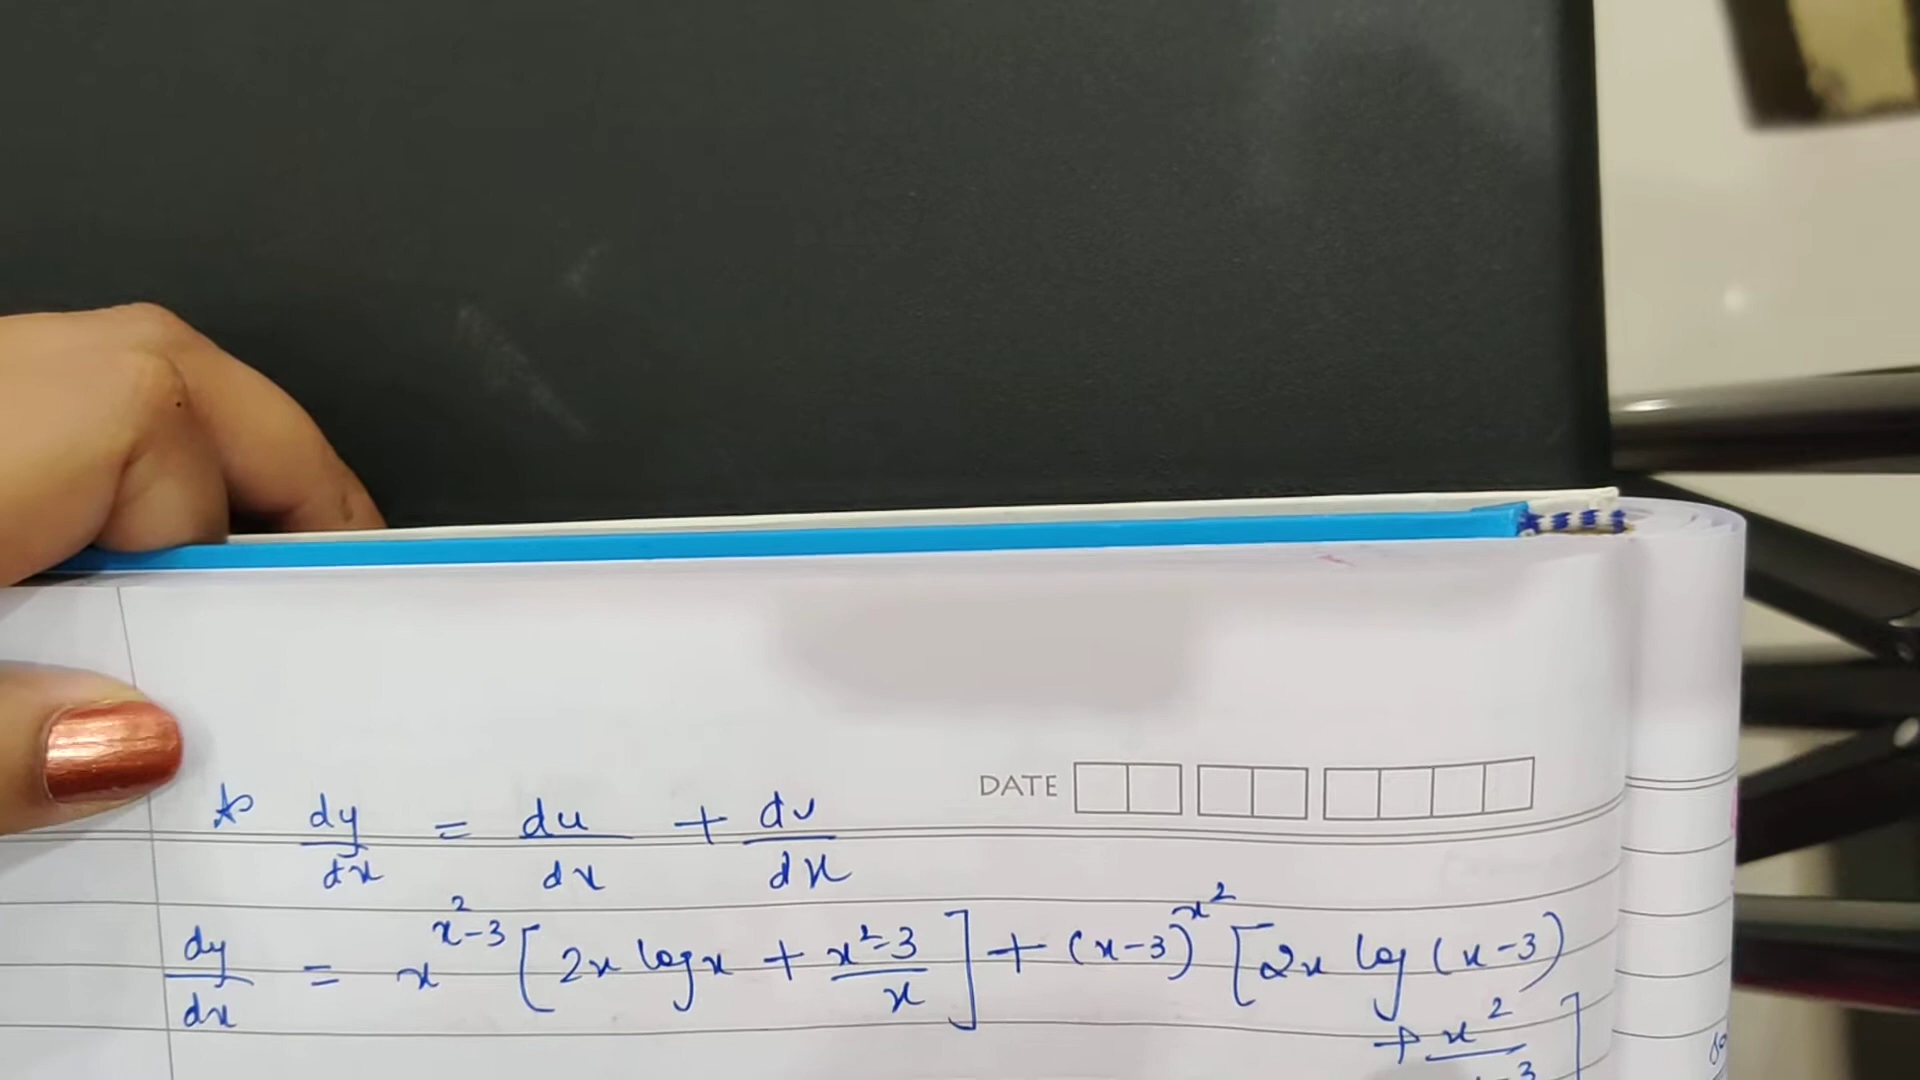 DATE
* dy/dx = du/dx + dv/dx
dy/dx = x^(x²-3) [2x log x + (x²-3)/x] + (x-3)^(x²) [2x log (x-3)
+ x²/ -3 ]